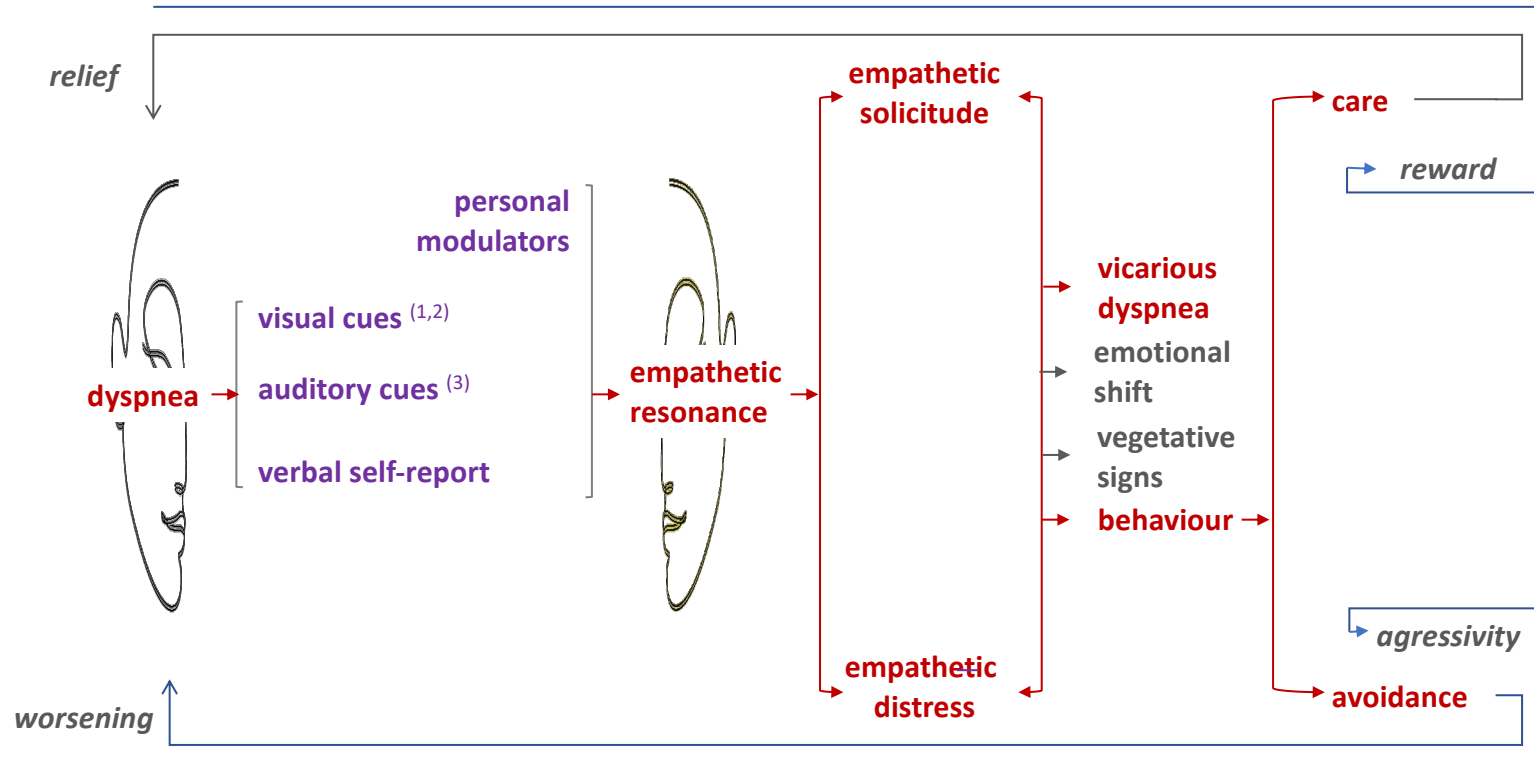 relief
empathetic
solicitude
care
reward
personal
modulators
vicarious
dyspnea
visual cues (1,2)
emotional
shift
dyspnea
auditory cues (3)
empathetic
resonance
vegetative
signs
verbal self-report
behaviour
agressivity
empathetic
distress
avoidance
worsening